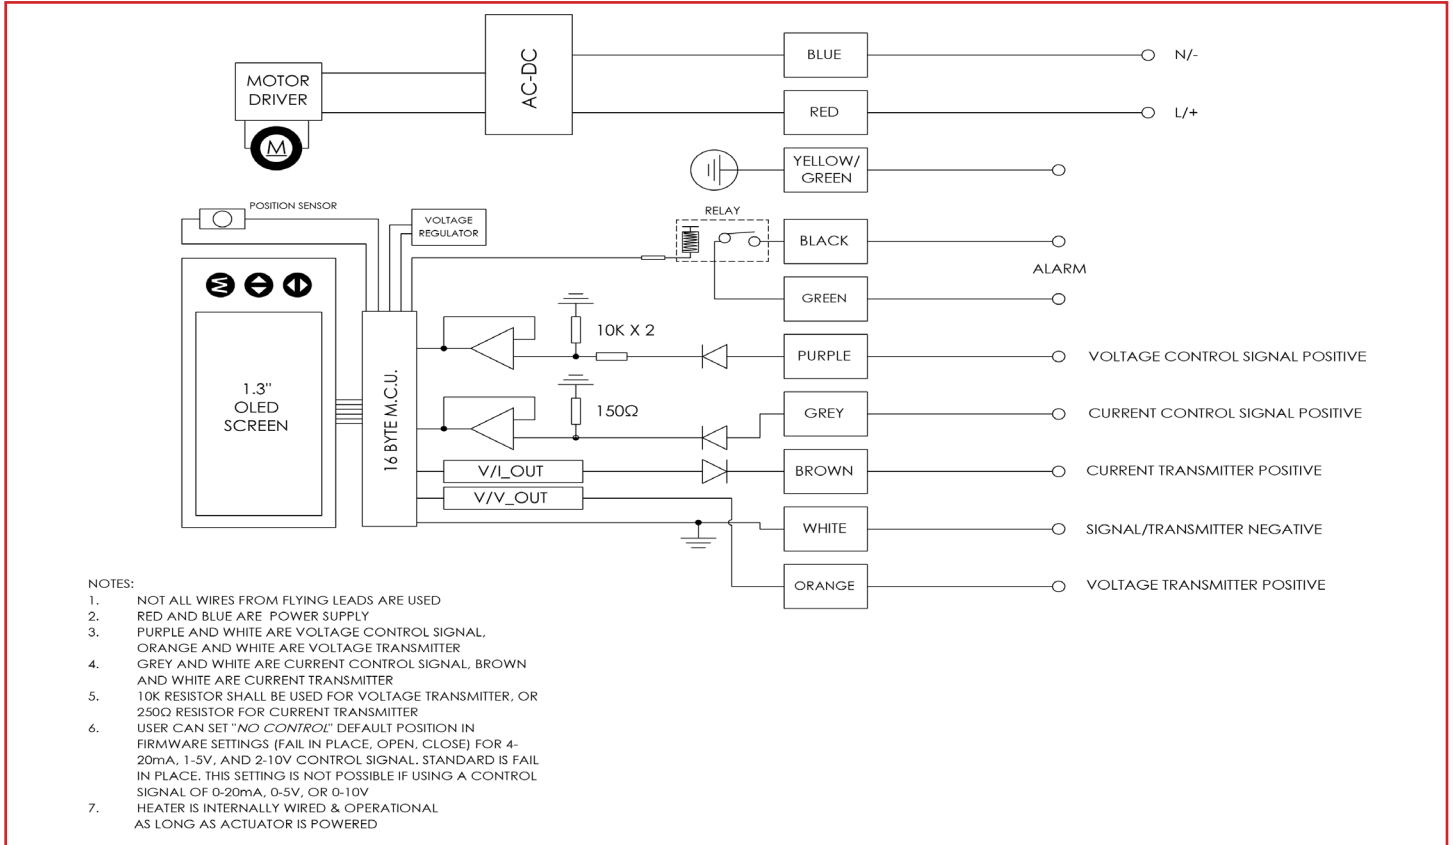 AC-DC
BLUE
N/-
MOTOR
DRIVER
M
RED
L/+
YELLOW/
GREEN
POSITION SENSOR
VOLTAGE
REGULATOR
RELAY
BLACK
ALARM
GREEN
M
10K X 2
PURPLE
VOLTAGE CONTROL SIGNAL POSITIVE
1.3"
OLED
SCREEN
16 BYTE M.C.U.
150Ω
GREY
CURRENT CONTROL SIGNAL POSITIVE
V/I_OUT
BROWN
CURRENT TRANSMITTER POSITIVE
V/V_OUT
WHITE
SIGNAL/TRANSMITTER NEGATIVE
ORANGE
VOLTAGE TRANSMITTER POSITIVE
NOTES:
1. NOT ALL WIRES FROM FLYING LEADS ARE USED
2. RED AND BLUE ARE POWER SUPPLY
3. PURPLE AND WHITE ARE VOLTAGE CONTROL SIGNAL,
ORANGE AND WHITE ARE VOLTAGE TRANSMITTER
4. GREY AND WHITE ARE CURRENT CONTROL SIGNAL, BROWN
AND WHITE ARE CURRENT TRANSMITTER
5. 10K RESISTOR SHALL BE USED FOR VOLTAGE TRANSMITTER, OR
250Ω RESISTOR FOR CURRENT TRANSMITTER
6. USER CAN SET "NO CONTROL" DEFAULT POSITION IN
FIRMWARE SETTINGS (FAIL IN PLACE, OPEN, CLOSE) FOR 4-
20mA, 1-5V, AND 2-10V CONTROL SIGNAL. STANDARD IS FAIL
IN PLACE. THIS SETTING IS NOT POSSIBLE IF USING A CONTROL
SIGNAL OF 0-20mA, 0-5V, OR 0-10V
7. HEATER IS INTERNALLY WIRED & OPERATIONAL
AS LONG AS ACTUATOR IS POWERED